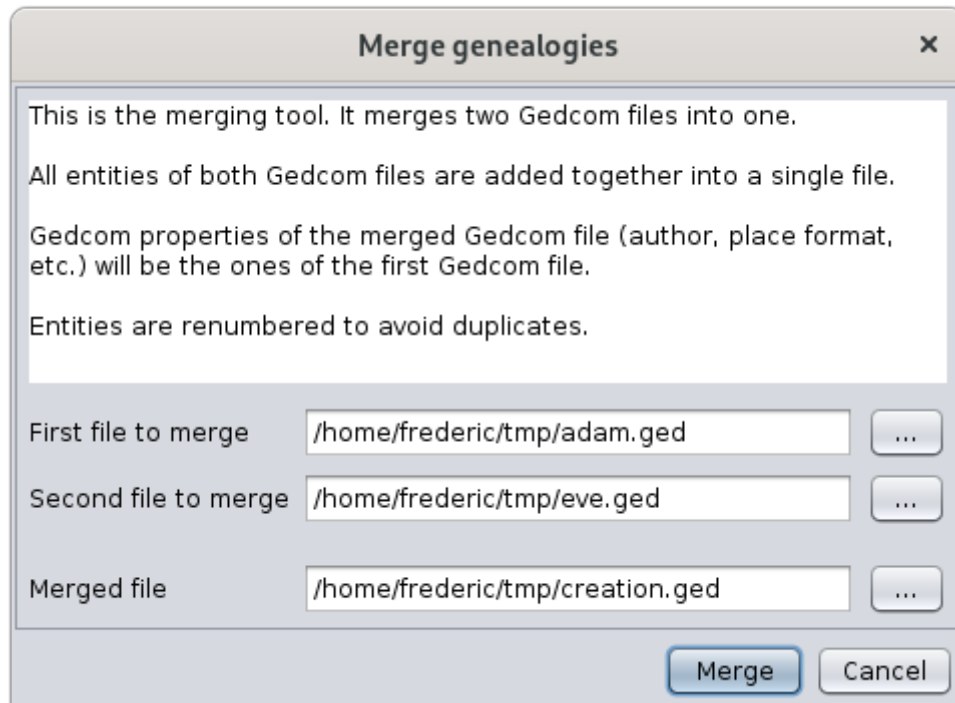 Merge genealogies ×
This is the merging tool. It merges two Gedcom files into one.
All entities of both Gedcom files are added together into a single file.
Gedcom properties of the merged Gedcom file (author, place format,
etc.) will be the ones of the first Gedcom file.
Entities are renumbered to avoid duplicates.
First file to merge /home/frederic/tmp/adam.ged ...
Second file to merge /home/frederic/tmp/eve.ged ...
Merged file /home/frederic/tmp/creation.ged ...
Merge Cancel